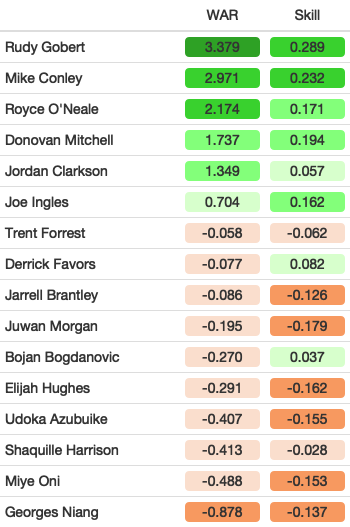 WAR Skill
Rudy Gobert 3.379 0.289
Mike Conley 2.971 0.232
Royce O'Neale 2.174 0.171
Donovan Mitchell 1.737 0.194
Jordan Clarkson 1.349 0.057
Joe Ingles 0.704 0.162
Trent Forrest -0.058 -0.062
Derrick Favors -0.077 0.082
Jarrell Brantley -0.086 -0.126
Juwan Morgan -0.195 -0.179
Bojan Bogdanovic -0.270 0.037
Elijah Hughes -0.291 -0.162
Udoka Azubuike -0.407 -0.155
Shaquille Harrison -0.413 -0.028
Miye Oni -0.488 -0.153
Georges Niang -0.878 -0.137